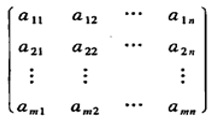 a₁₁ a₁₂ ⋯ a₁ₙ
a₂₁ a₂₂ ⋯ a₂ₙ
⋮ ⋮ ⋮
aₘ₁ aₘ₂ ⋯ aₘₙ